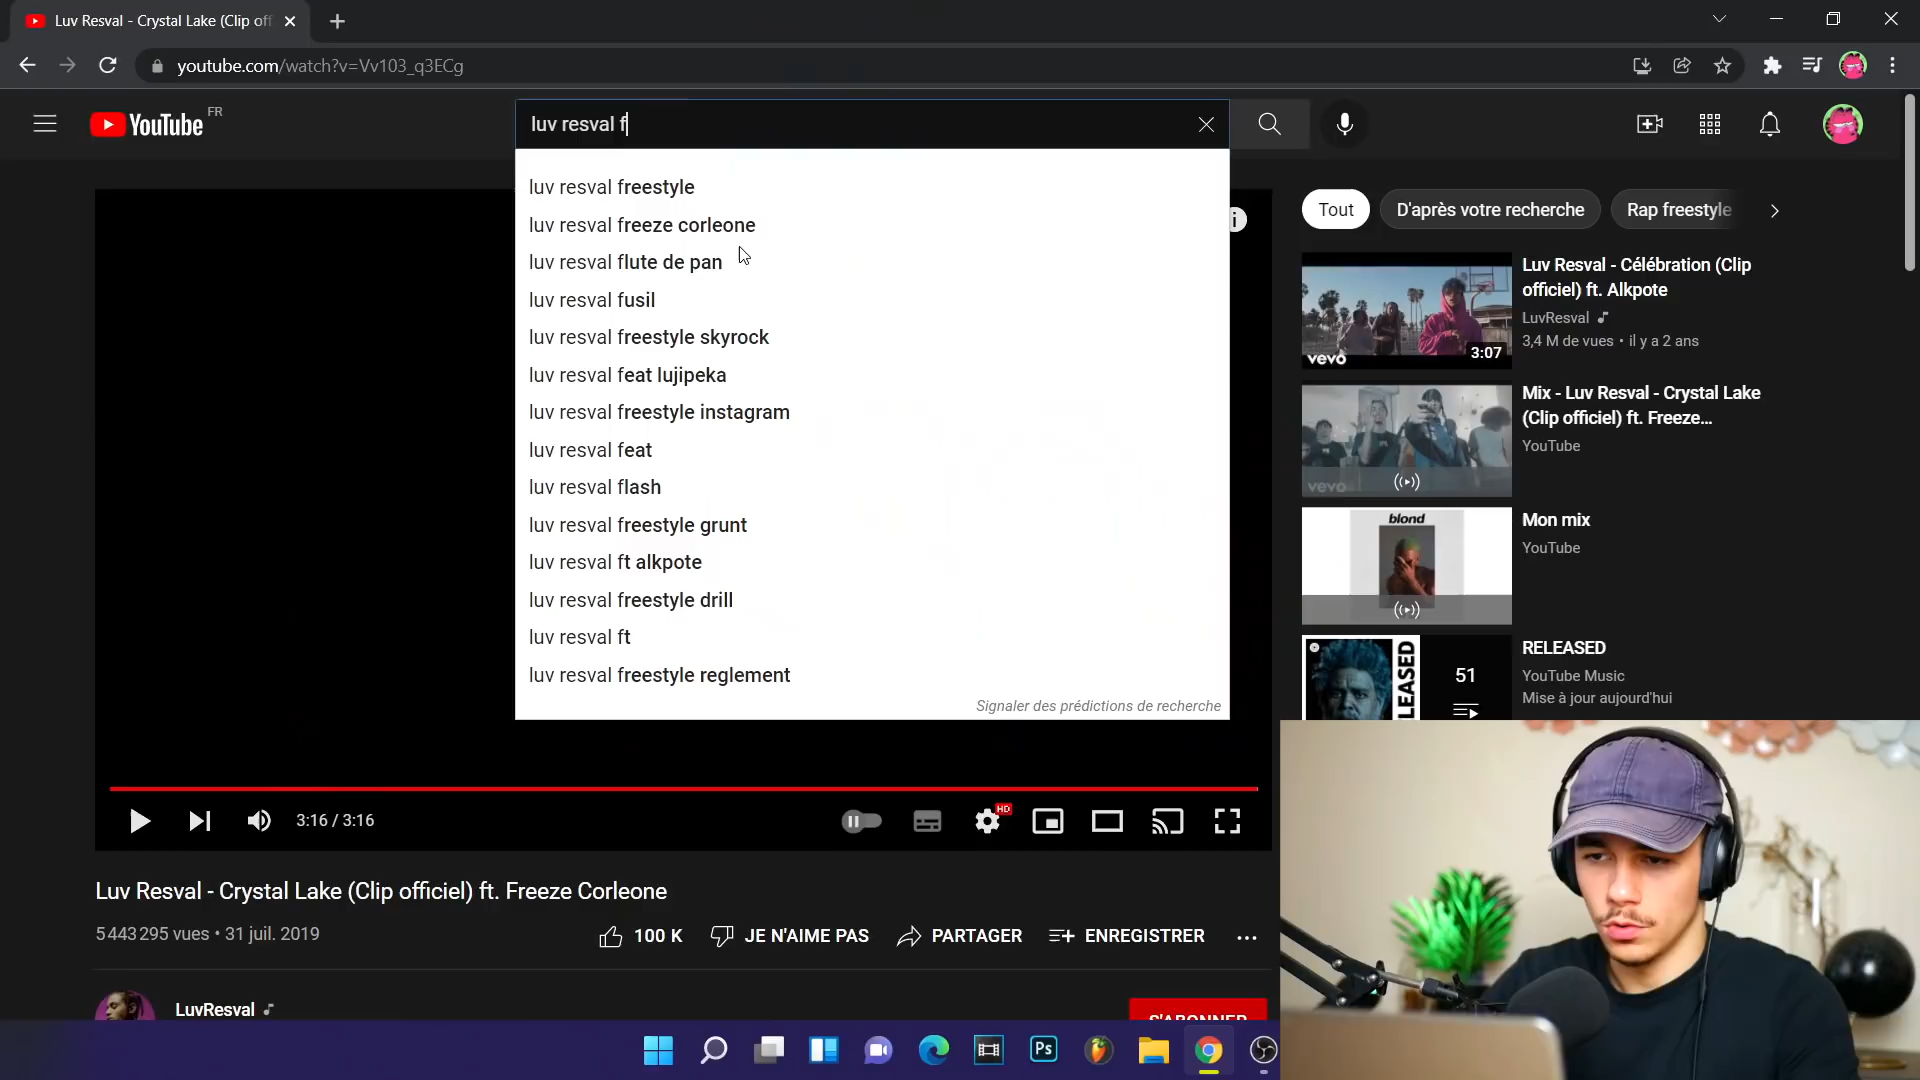 Luv Resval - Crystal Lake (Clip off
youtube.com/watch?v=Vv103_q3ECg
YouTube FR
luv resval f
luv resval freestyle
luv resval freeze corleone
luv resval flute de pan
luv resval fusil
luv resval freestyle skyrock
luv resval feat lujipeka
luv resval freestyle instagram
luv resval feat
luv resval flash
luv resval freestyle grunt
luv resval ft alkpote
luv resval freestyle drill
luv resval ft
luv resval freestyle reglement
Signaler des prédictions de recherche
i
Tout
D'après votre recherche
Rap freestyle
Luv Resval - Célébration (Clip
officiel) ft. Alkpote
LuvResval
3,4 M de vues • il y a 2 ans
vevo
3:07
Mix - Luv Resval - Crystal Lake
(Clip officiel) ft. Freeze...
YouTube
vevo
blond
Mon mix
YouTube
RELEASED
51
RELEASED
YouTube Music
Mise à jour aujourd'hui
3:16 / 3:16
HD
Luv Resval - Crystal Lake (Clip officiel) ft. Freeze Corleone
5 443 295 vues • 31 juil. 2019
100 K
JE N'AIME PAS
PARTAGER
ENREGISTRER
LuvResval
S'ABONNER
Ps